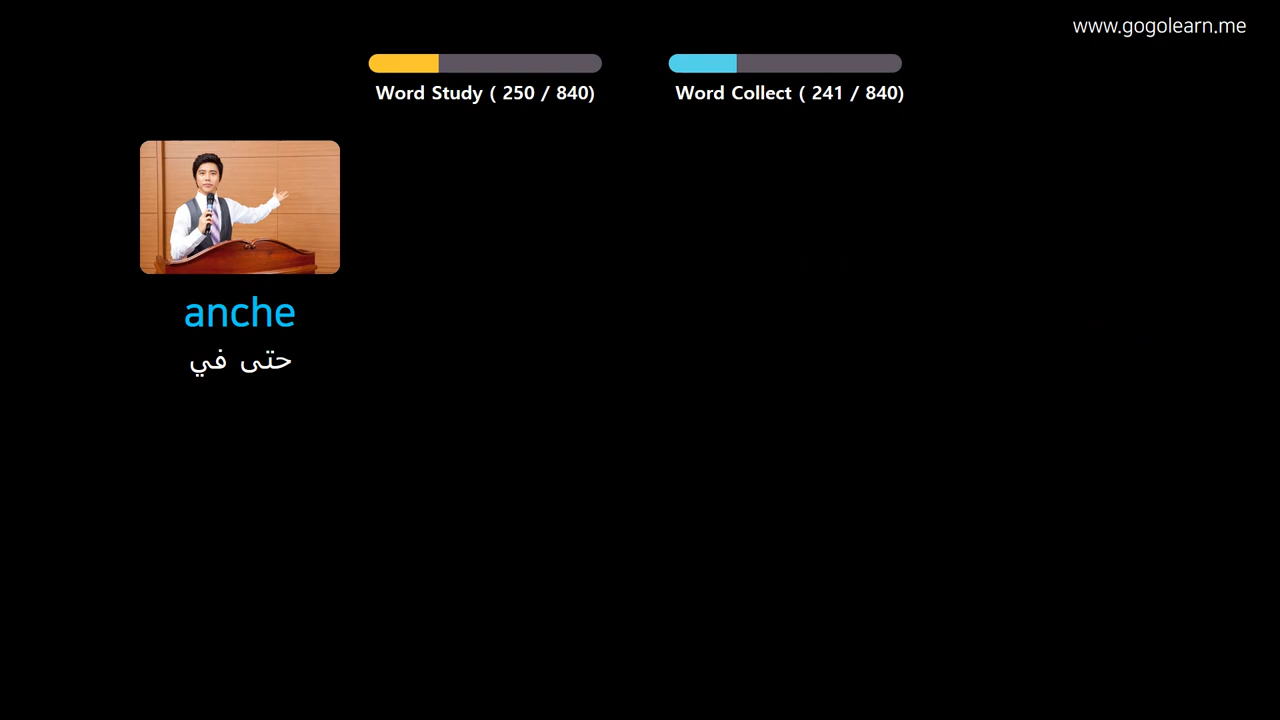 www.gogolearn.me
Word Study ( 250 / 840)
Word Collect ( 241 / 840)
anche
حتى في